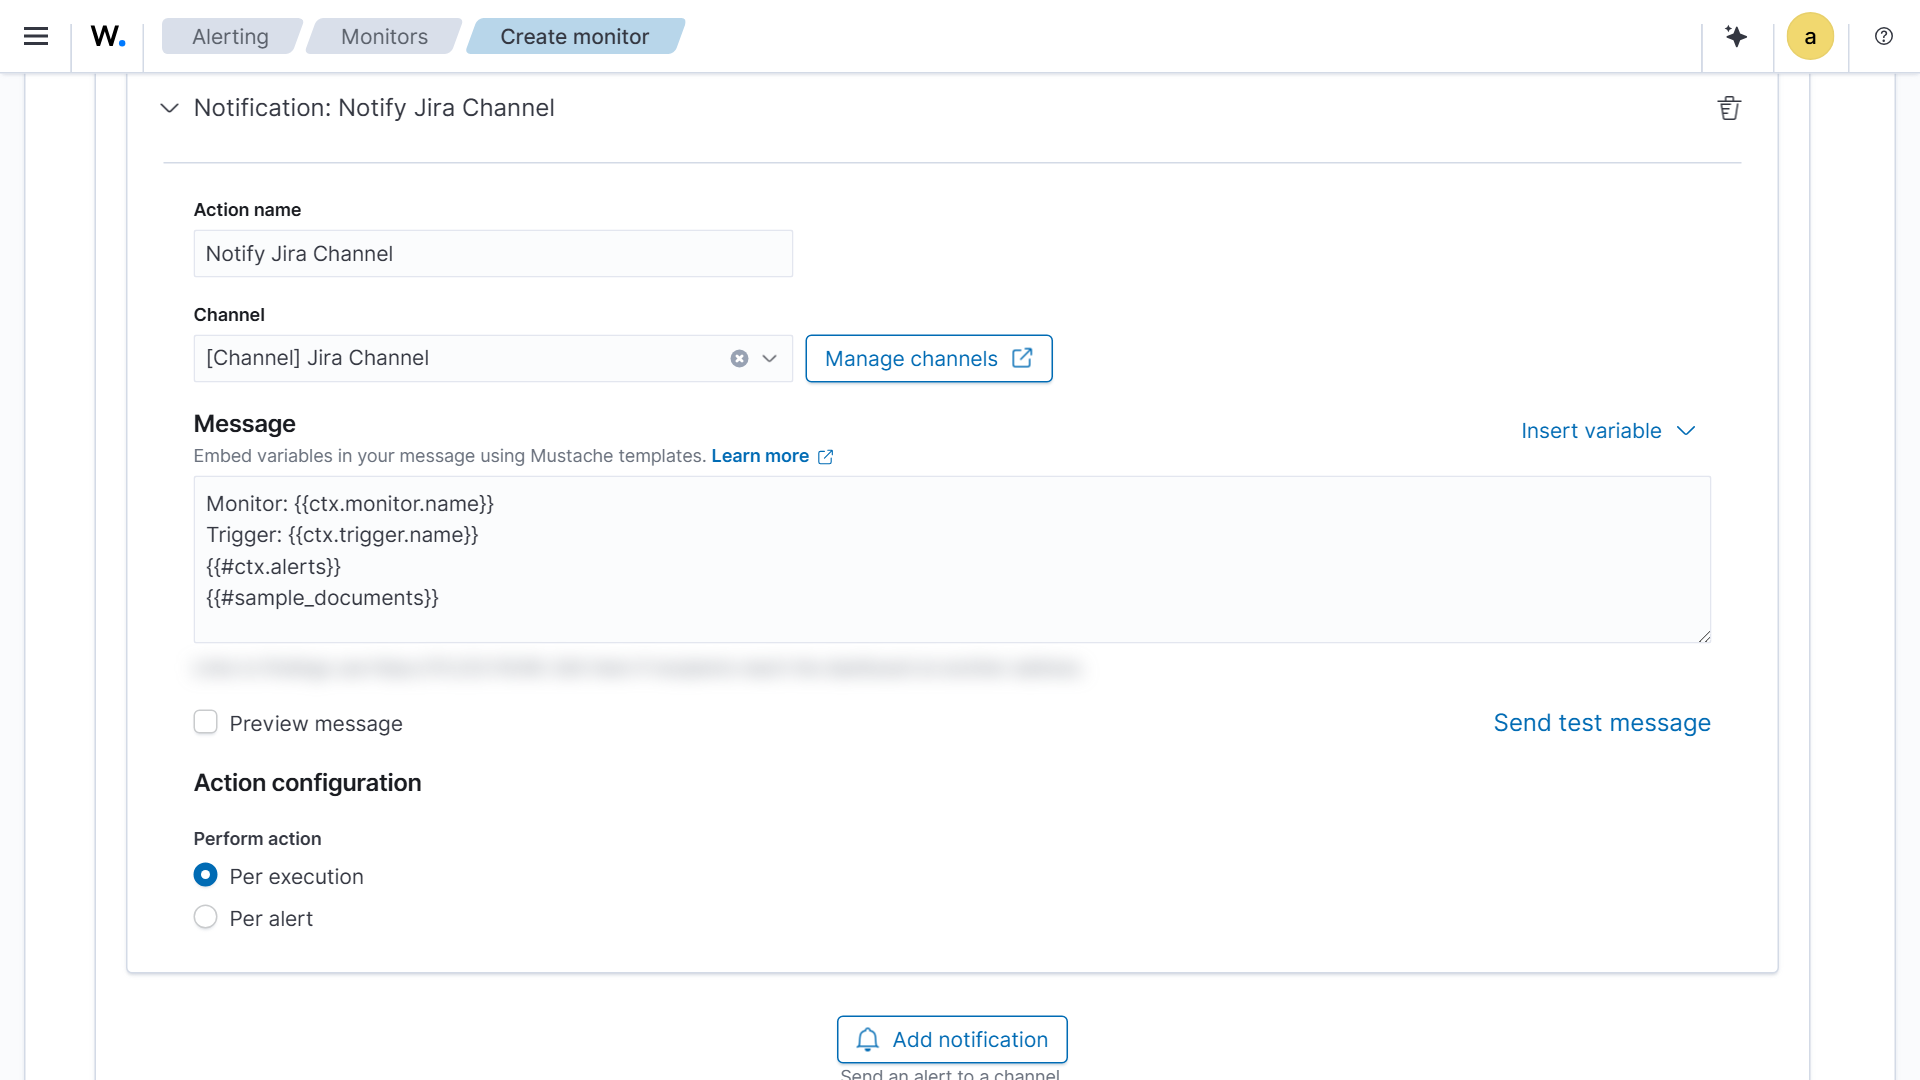 W.
Alerting
Monitors
Create monitor
a
Notification: Notify Jira Channel
Action name
Notify Jira Channel
Channel
[Channel] Jira Channel
Manage channels
Message
Insert variable
Embed variables in your message using Mustache templates. Learn more
Monitor: {{ctx.monitor.name}}
Trigger: {{ctx.trigger.name}}
{{#ctx.alerts}}
{{#sample_documents}}
Preview message
Send test message
Action configuration
Perform action
Per execution
Per alert
Add notification
Send an alert to a channel